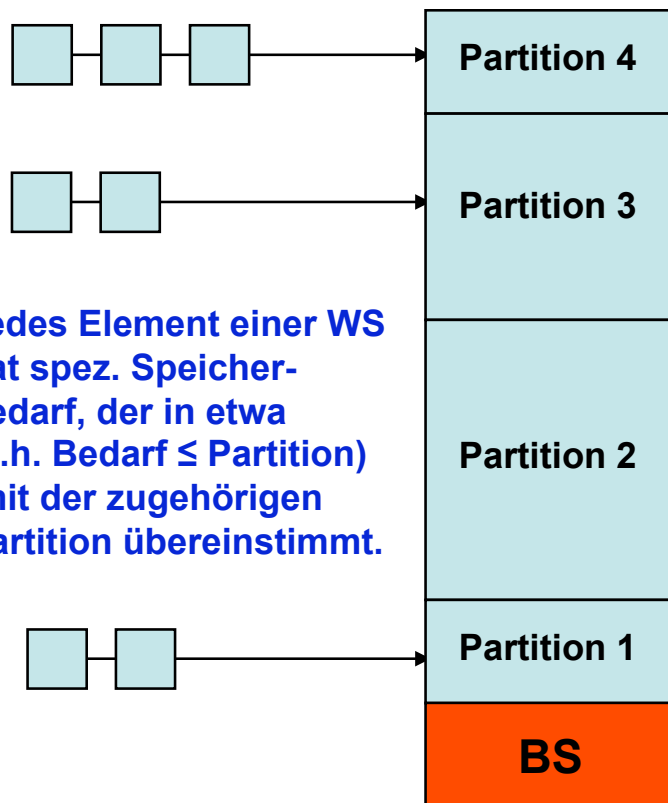 Partition 4
Partition 3
edes Element einer WS
at spez. Speicher-
edarf, der in etwa
.h. Bedarf ≤ Partition)
nit der zugehörigen
artition übereinstimmt.
Partition 2
Partition 1
BS